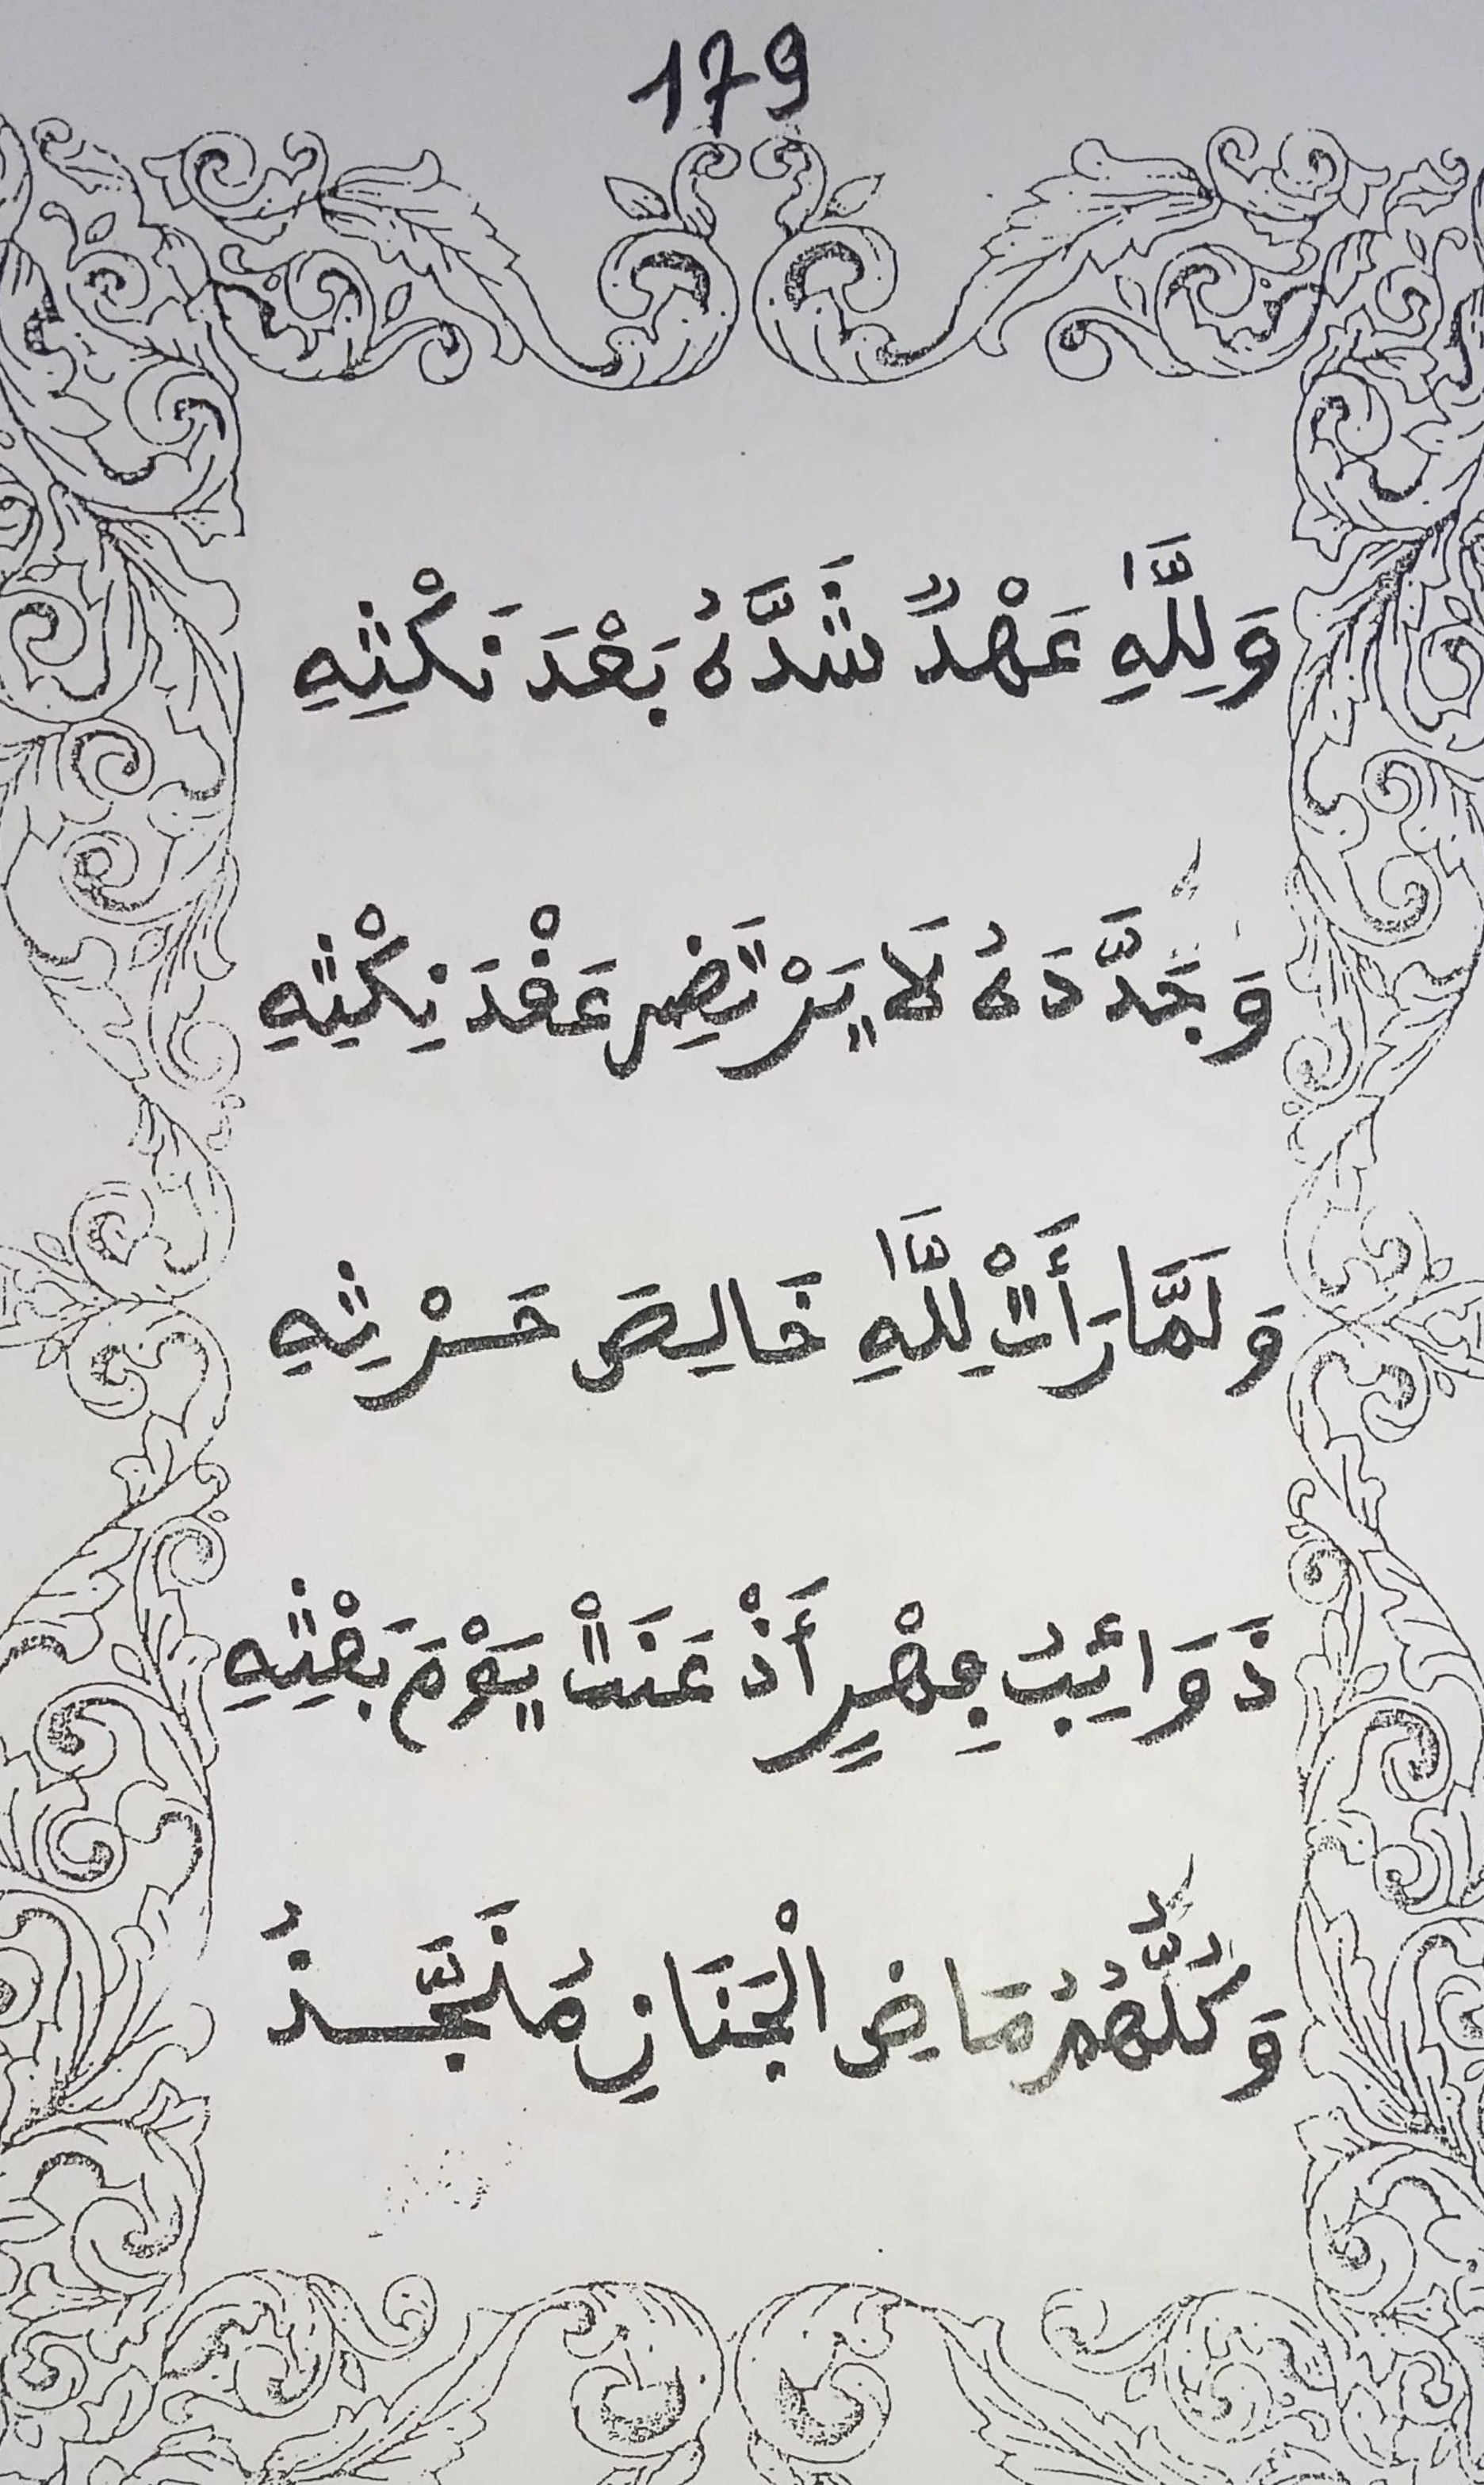 179
وَلِلَّهِ عَهْدٌ شَدَّهُ بَعْدَ نَكْثِهِ
وَجَدَّدَهُ لَا يَرْتَضِي عَقْدَ نِكْثِهِ
وَلَمَّا رَأَتْ لِلَّهِ خَالِصَ حَرْثِهِ
ذَوَائِبُ فِهْرٍ أَذْعَنَتْ يَوْمَ بَعْثِهِ
وَكُلُّهُمُ مَاضِي الْجَنَانِ مُنَجَّذُ